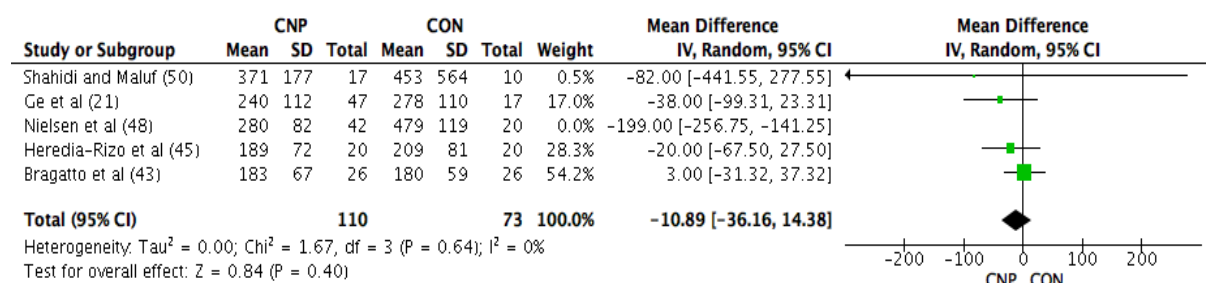 CNP CON Mean Difference Mean Difference
Study or Subgroup Mean SD Total Mean SD Total Weight IV, Random, 95% CI IV, Random, 95% CI
Shahidi and Maluf (50) 371 177 17 453 564 10 0.5% −82.00 [−441.55, 277.55]
Ge et al (21) 240 112 47 278 110 17 17.0% −38.00 [−99.31, 23.31]
Nielsen et al (48) 280 82 42 479 119 20 0.0% −199.00 [−256.75, −141.25]
Heredia-Rizo et al (45) 189 72 20 209 81 20 28.3% −20.00 [−67.50, 27.50]
Bragatto et al (43) 183 67 26 180 59 26 54.2% 3.00 [−31.32, 37.32]
Total (95% CI) 110 73 100.0% −10.89 [−36.16, 14.38]
Heterogeneity: Tau² = 0.00; Chi² = 1.67, df = 3 (P = 0.64); I² = 0%
Test for overall effect: Z = 0.84 (P = 0.40)
−200 −100 0 100 200
CNP CON